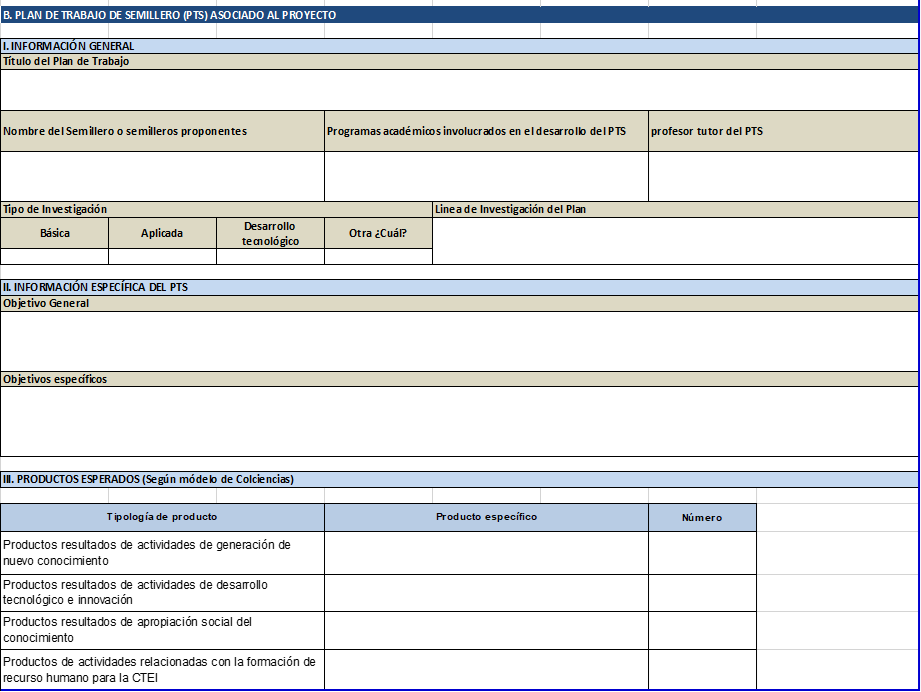 B. PLAN DE TRABAJO DE SEMILLERO (PTS) ASOCIADO AL PROYECTO
I. INFORMACIÓN GENERAL
Título del Plan de Trabajo
Nombre del Semillero o semilleros proponentes
Programas académicos involucrados en el desarrollo del PTS
profesor tutor del PTS
Tipo de Investigación
Linea de Investigación del Plan
Básica
Aplicada
Desarrollo
tecnológico
Otra ¿Cuál?
II. INFORMACIÓN ESPECÍFICA DEL PTS
Objetivo General
Objetivos específicos
III. PRODUCTOS ESPERADOS (Según módelo de Colciencias)
Tipología de producto
Producto específico
Número
Productos resultados de actividades de generación de
nuevo conocimiento
Productos resultados de actividades de desarrollo
tecnológico e innovación
Productos resultados de apropiación social del
conocimiento
Productos de actividades relacionadas con la formación de
recurso humano para la CTEI